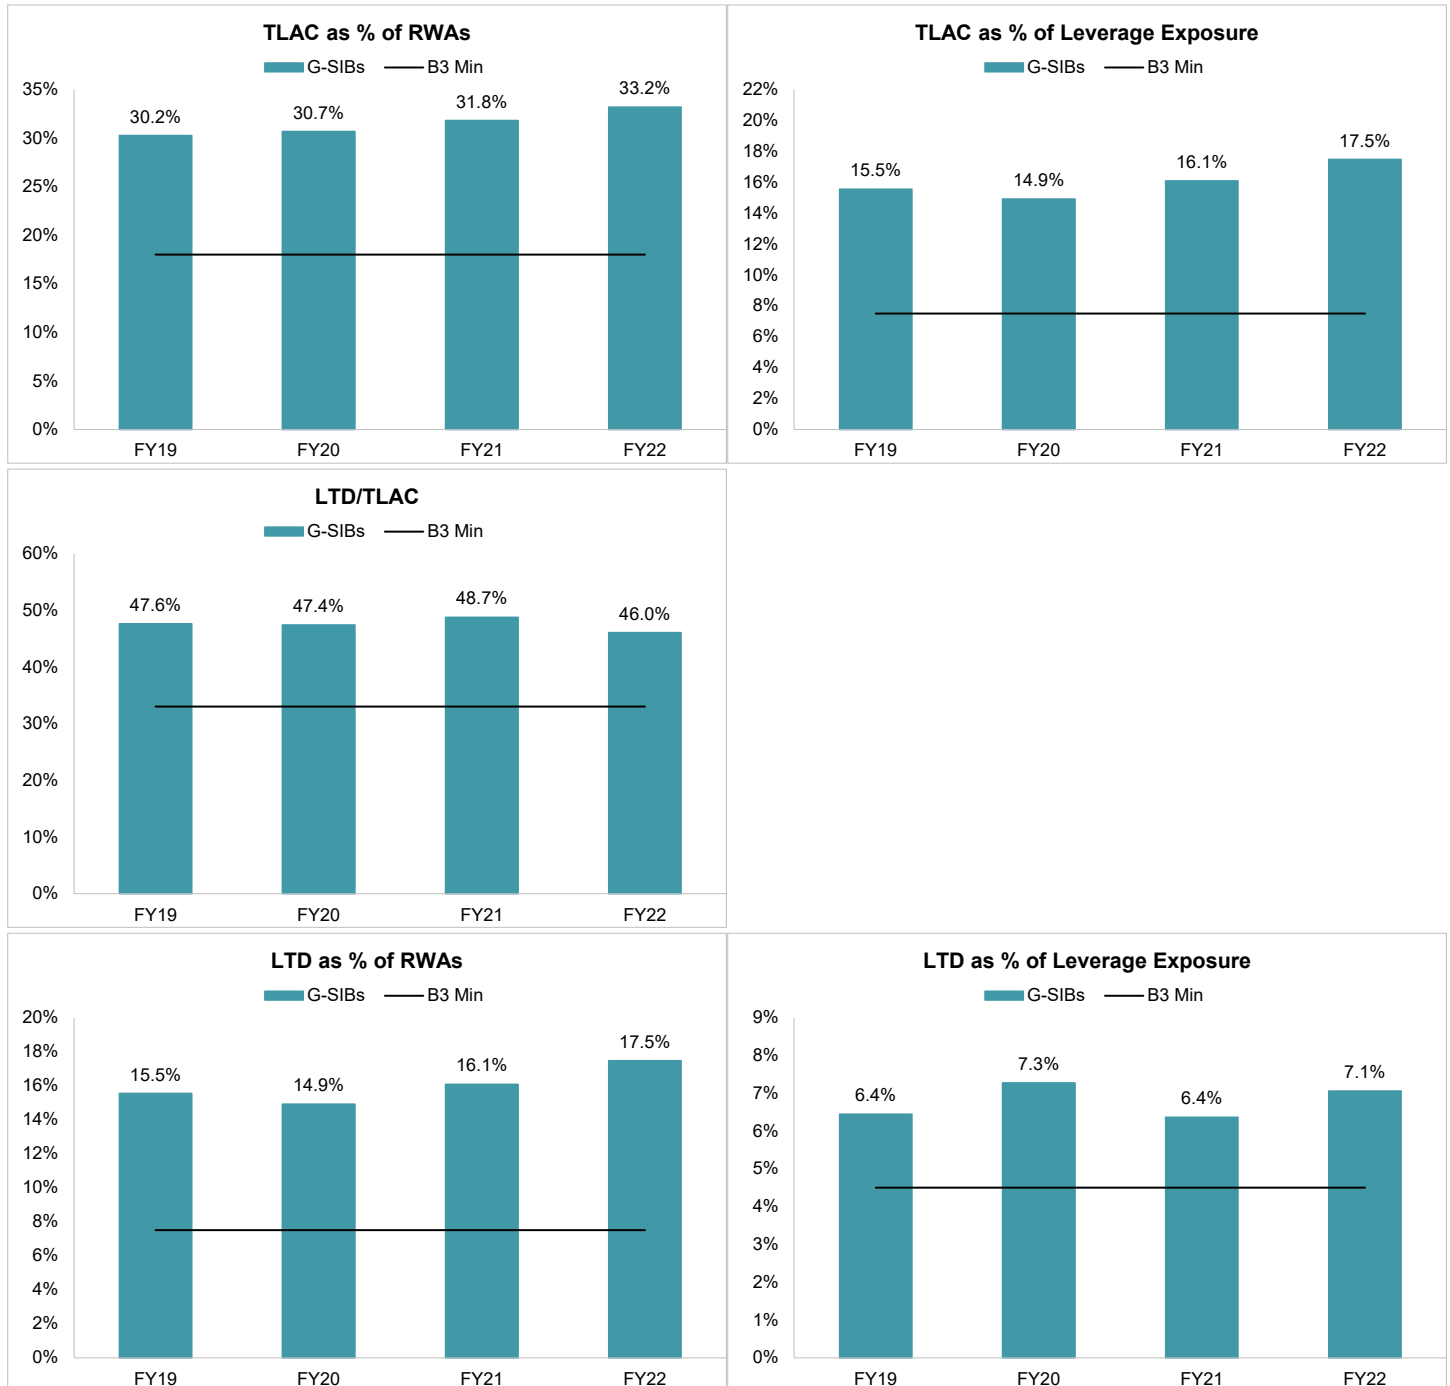 TLAC as % of RWAs
G-SIBs B3 Min
35%
30%
25%
20%
15%
10%
5%
0%
30.2% 30.7% 31.8% 33.2%
FY19 FY20 FY21 FY22
TLAC as % of Leverage Exposure
G-SIBs B3 Min
22%
20%
18%
16%
14%
12%
10%
8%
6%
4%
2%
0%
15.5% 14.9% 16.1% 17.5%
FY19 FY20 FY21 FY22
LTD/TLAC
G-SIBs B3 Min
60%
50%
40%
30%
20%
10%
0%
47.6% 47.4% 48.7% 46.0%
FY19 FY20 FY21 FY22
LTD as % of RWAs
G-SIBs B3 Min
20%
18%
16%
14%
12%
10%
8%
6%
4%
2%
0%
15.5% 14.9% 16.1% 17.5%
FY19 FY20 FY21 FY22
LTD as % of Leverage Exposure
G-SIBs B3 Min
9%
8%
7%
6%
5%
4%
3%
2%
1%
0%
6.4% 7.3% 6.4% 7.1%
FY19 FY20 FY21 FY22